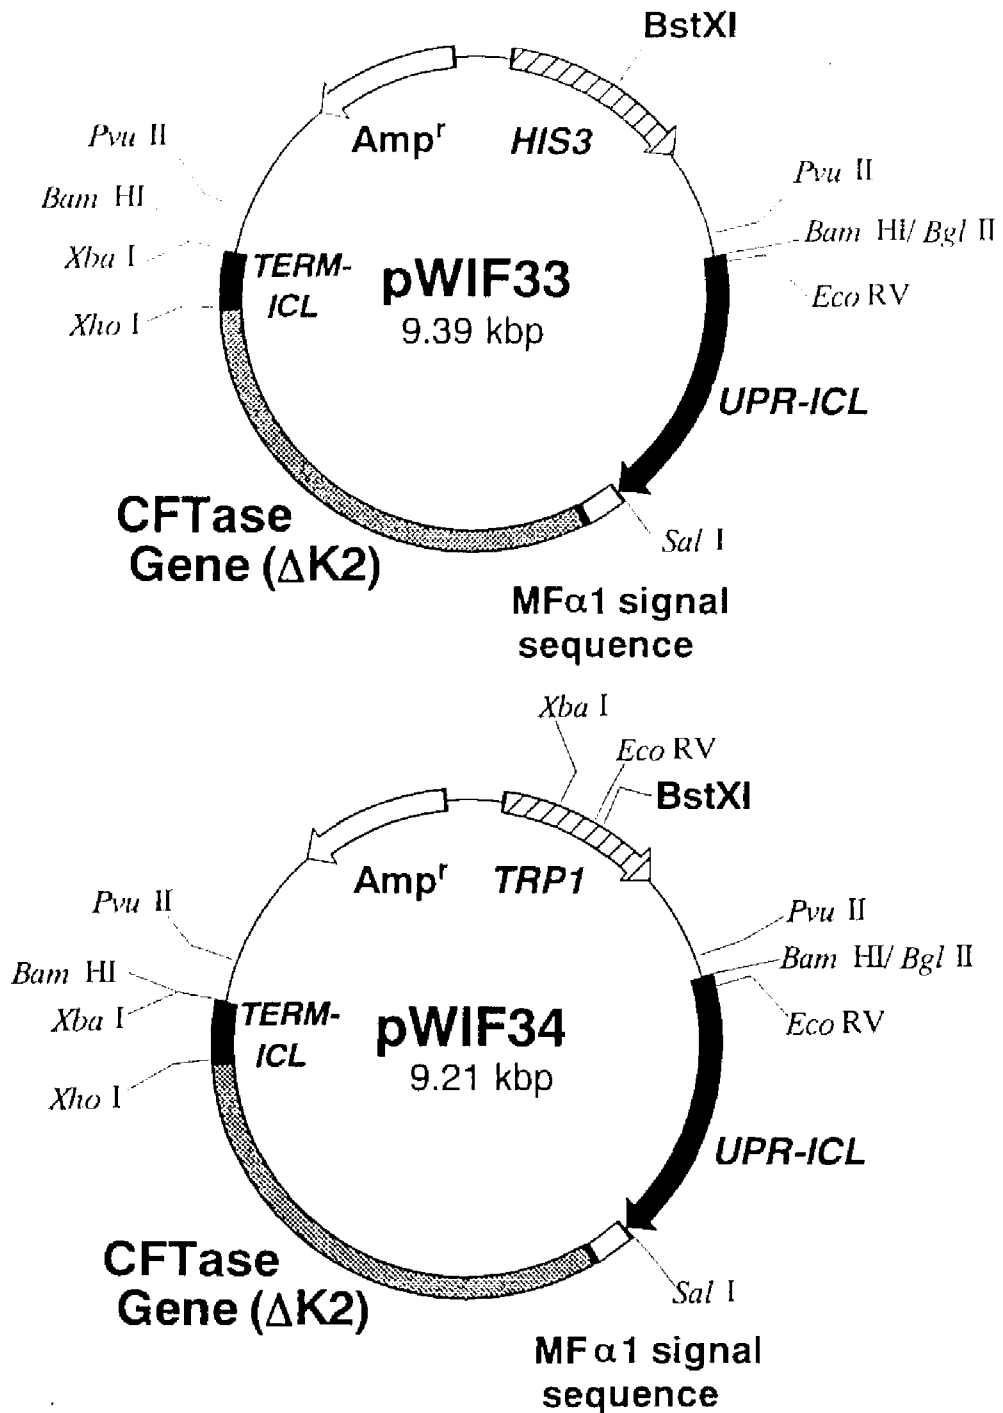 BstXI
Ampʳ
HIS3
Pvu II
Bam HI
Xba I
Xho I
TERM-
ICL
pWIF33
9.39 kbp
Pvu II
Bam HI/ Bgl II
Eco RV
UPR-ICL
Sal I
CFTase
Gene (ΔK2)
MFα1 signal
sequence
Xba I
Eco RV
BstXI
Ampʳ
TRP1
Pvu II
Bam HI
Xba I
Xho I
TERM-
ICL
pWIF34
9.21 kbp
Pvu II
Bam HI/ Bgl II
Eco RV
UPR-ICL
Sal I
CFTase
Gene (ΔK2)
MF α1 signal
sequence